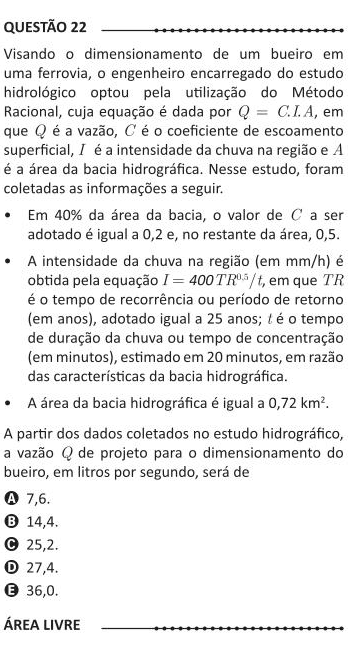 QUESTÃO 22
Visando o dimensionamento de um bueiro em
uma ferrovia, o engenheiro encarregado do estudo
hidrológico optou pela utilização do Método
Racional, cuja equação é dada por Q = C.I.A, em
que Q é a vazão, C é o coeficiente de escoamento
superficial, I é a intensidade da chuva na região e A
é a área da bacia hidrográfica. Nesse estudo, foram
coletadas as informações a seguir.
• Em 40% da área da bacia, o valor de C a ser
adotado é igual a 0,2 e, no restante da área, 0,5.
• A intensidade da chuva na região (em mm/h) é
obtida pela equação I = 400 TR⁰·⁵/t, em que TR
é o tempo de recorrência ou período de retorno
(em anos), adotado igual a 25 anos; t é o tempo
de duração da chuva ou tempo de concentração
(em minutos), estimado em 20 minutos, em razão
das características da bacia hidrográfica.
• A área da bacia hidrográfica é igual a 0,72 km².
A partir dos dados coletados no estudo hidrográfico,
a vazão Q de projeto para o dimensionamento do
bueiro, em litros por segundo, será de
A 7,6.
B 14,4.
C 25,2.
D 27,4.
E 36,0.
ÁREA LIVRE